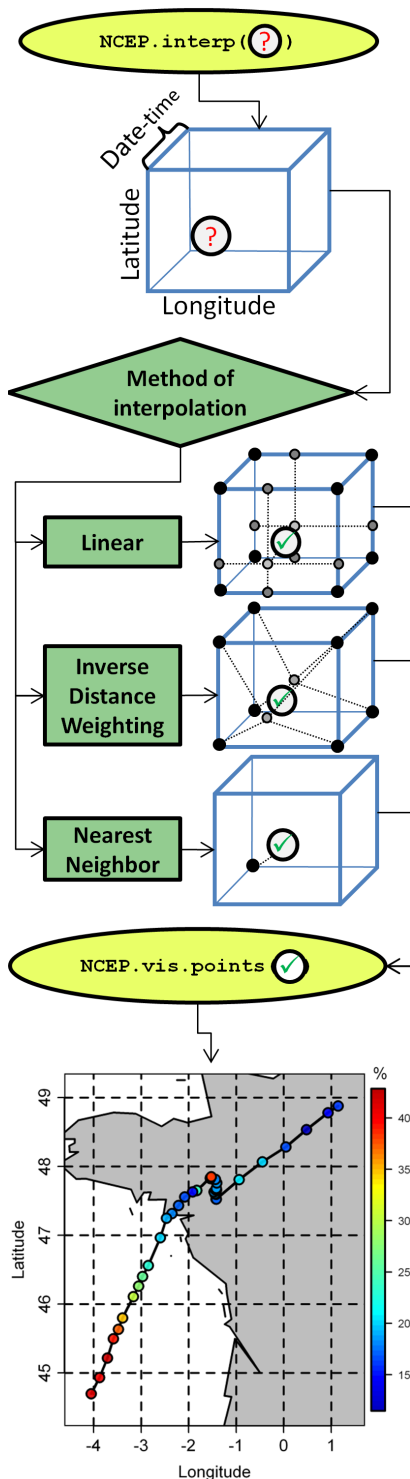 NCEP.interp(?)
Date-time
Latitude
?
Longitude
Method of
interpolation
Linear
✓
Inverse
Distance
Weighting
✓
Nearest
Neighbor
✓
NCEP.vis.points(✓)
%
49
48
47
46
45
Latitude
40
35
30
25
20
15
-4 -3 -2 -1 0 1
Longitude